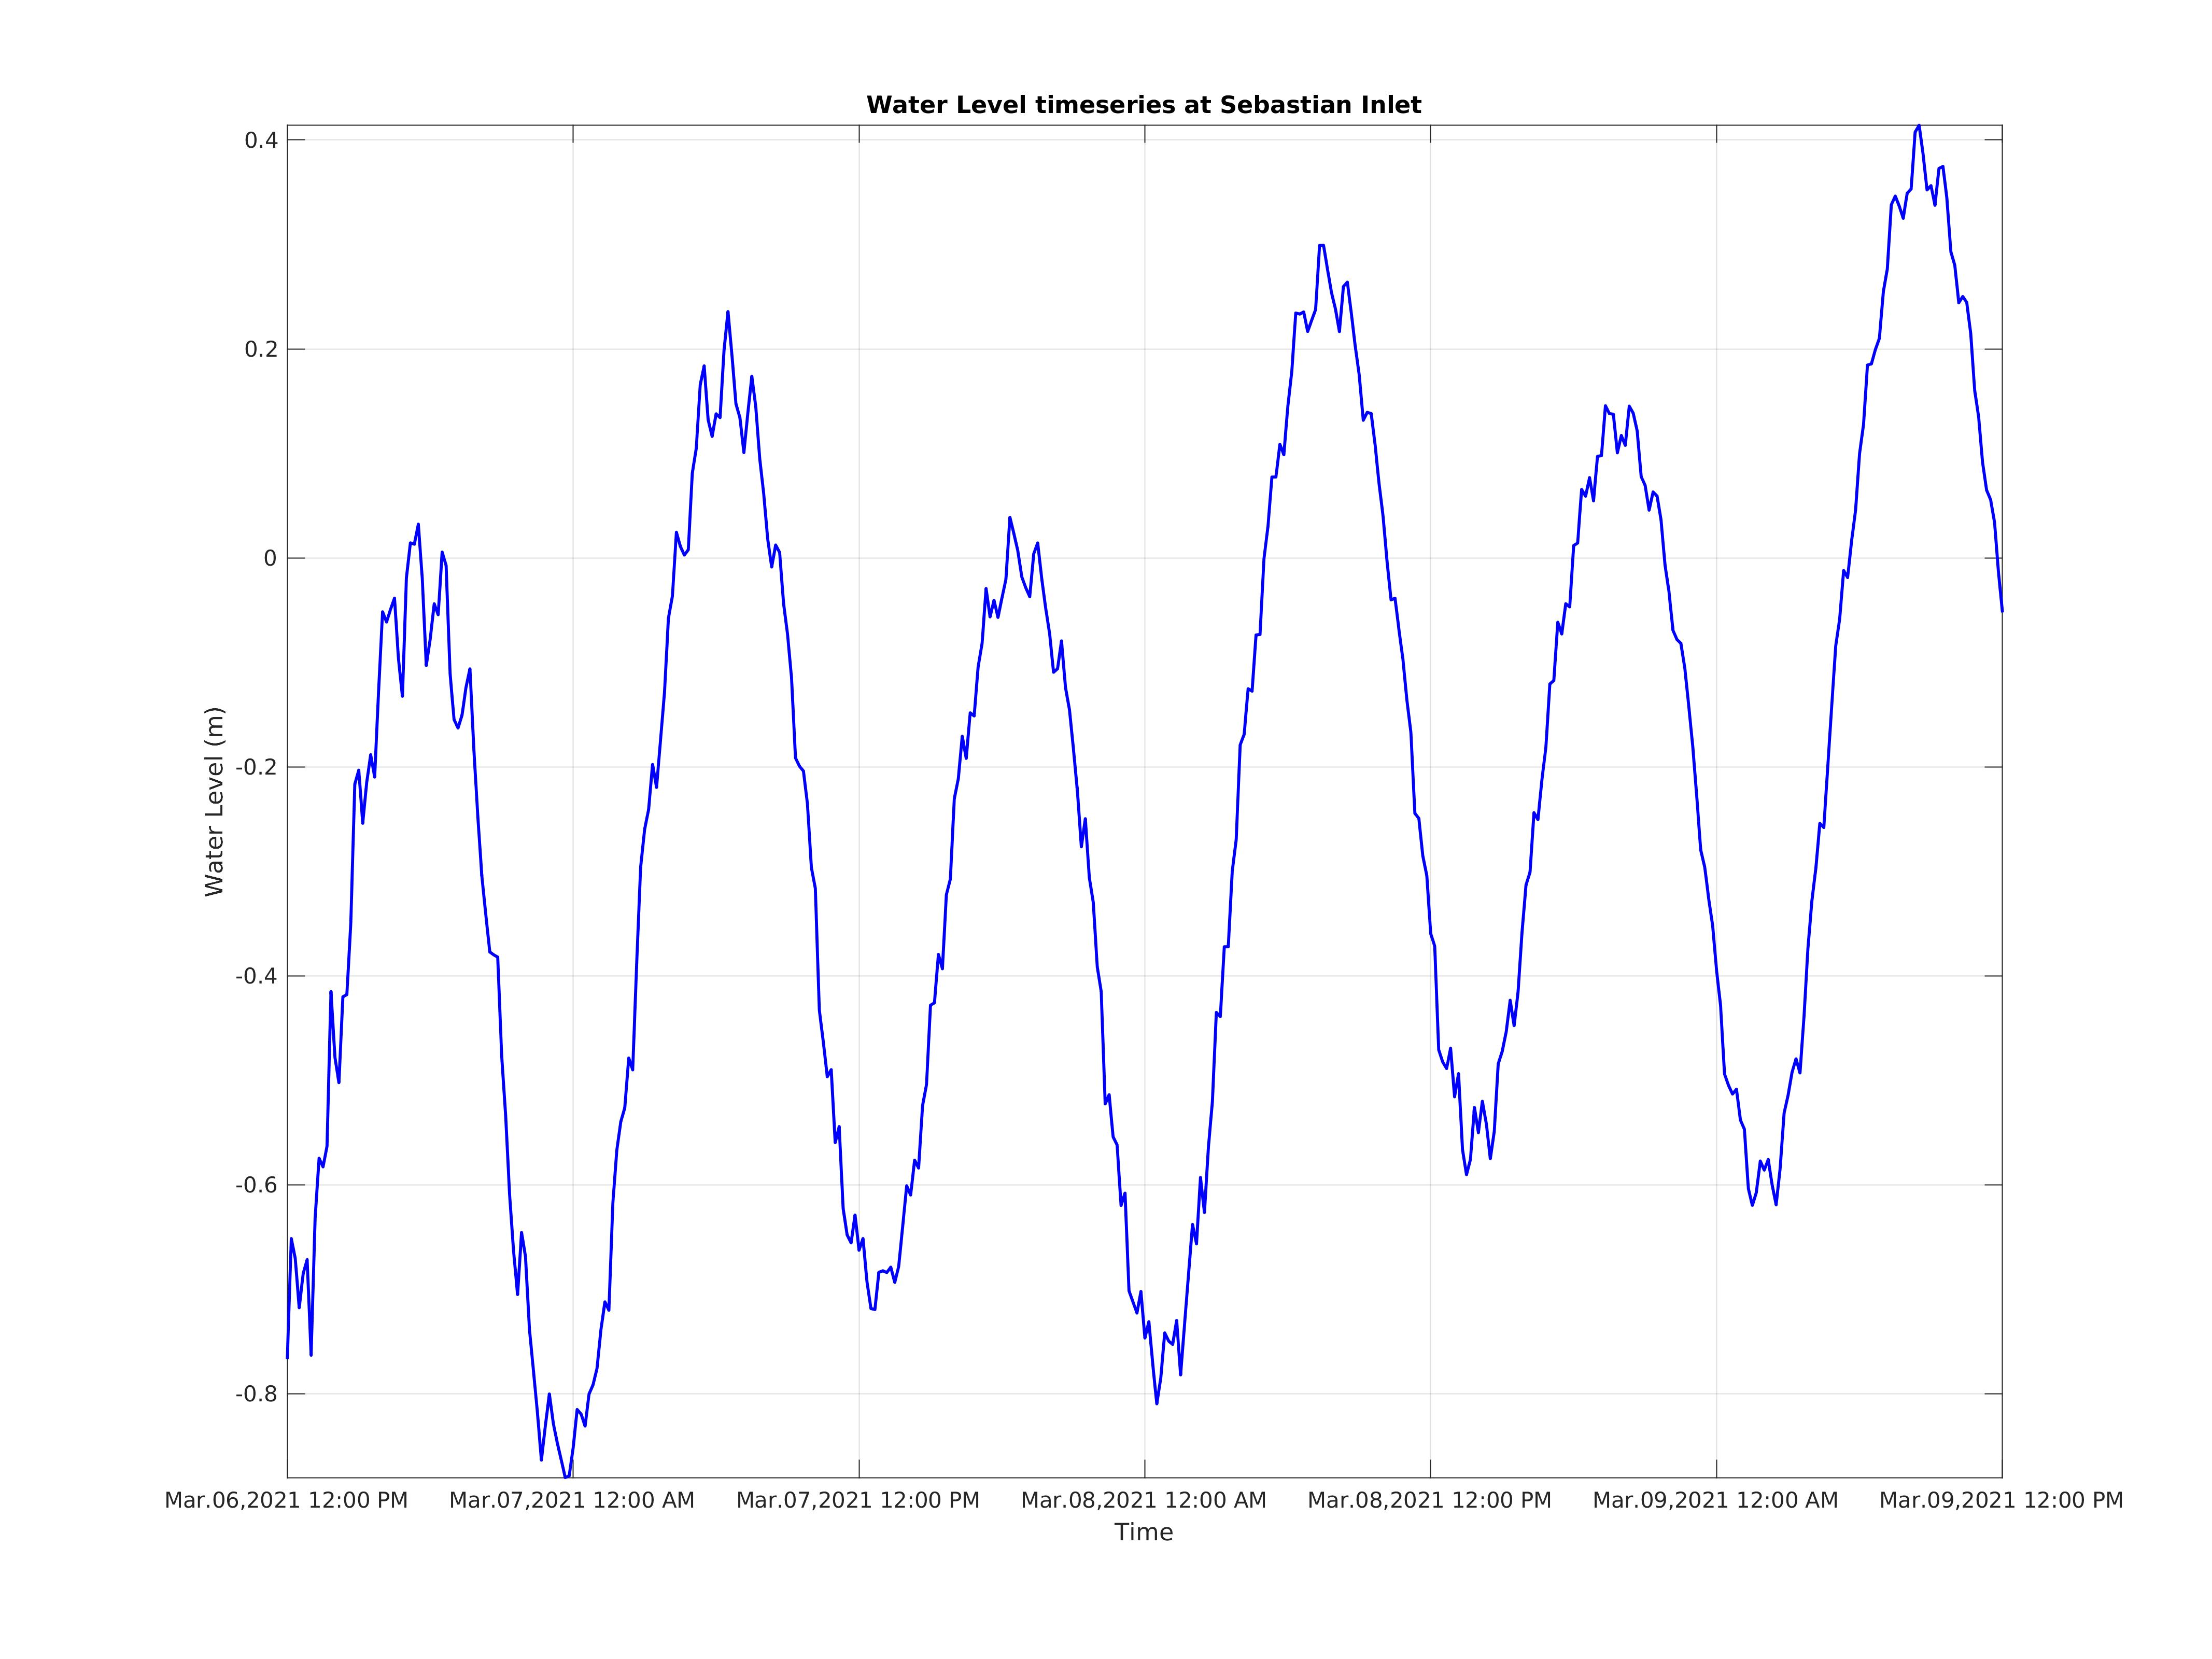 Water Level timeseries at Sebastian Inlet
0.4
0.2
0
-0.2
-0.4
-0.6
-0.8
Water Level (m)
Mar.06,2021 12:00 PM Mar.07,2021 12:00 AM Mar.07,2021 12:00 PM Mar.08,2021 12:00 AM Mar.08,2021 12:00 PM Mar.09,2021 12:00 AM Mar.09,2021 12:00 PM
Time